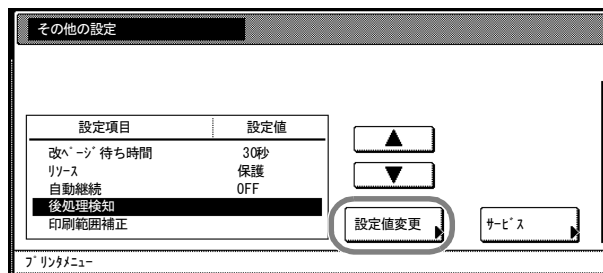 その他の設定
設定項目 設定値
改ﾍﾟｰｼﾞ待ち時間 30秒
ﾘｿｰｽ 保護
自動継続 OFF
後処理検知
印刷範囲補正
設定値変更 ｻｰﾋﾞｽ
ﾌﾟﾘﾝﾀﾒﾆｭｰ